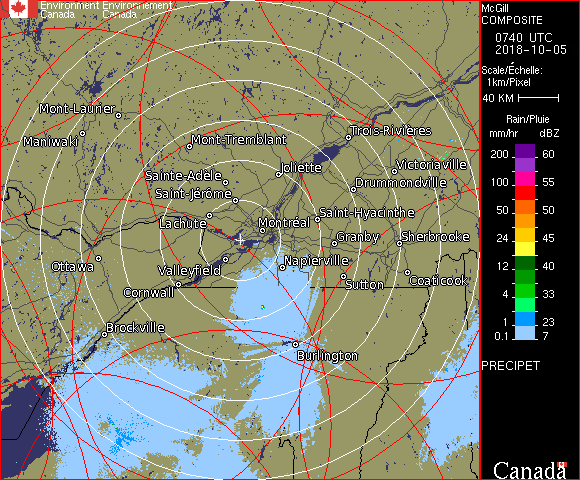 Environment Environnement
Canada Canada
McGill
COMPOSITE
0740 UTC
2018-10-05
Scale/Échelle:
1km/Pixel
40 KM
Rain/Pluie
mm/hr dBZ
200 60
100 55
50 50
24 45
12 40
4 33
1 23
0.1 7
PRECIPET
Canada
Mont-Laurier
Maniwaki
Mont-Tremblant
Trois-Rivières
Joliette
Victoriaville
Sainte-Adèle
Drummondville
Saint-Jérôme
Saint-Hyacinthe
Lachute
Montréal
Granby
Sherbrooke
Ottawa
Valleyfield
Napierville
Cornwall
Sutton
Coaticook
Brockville
Burlington